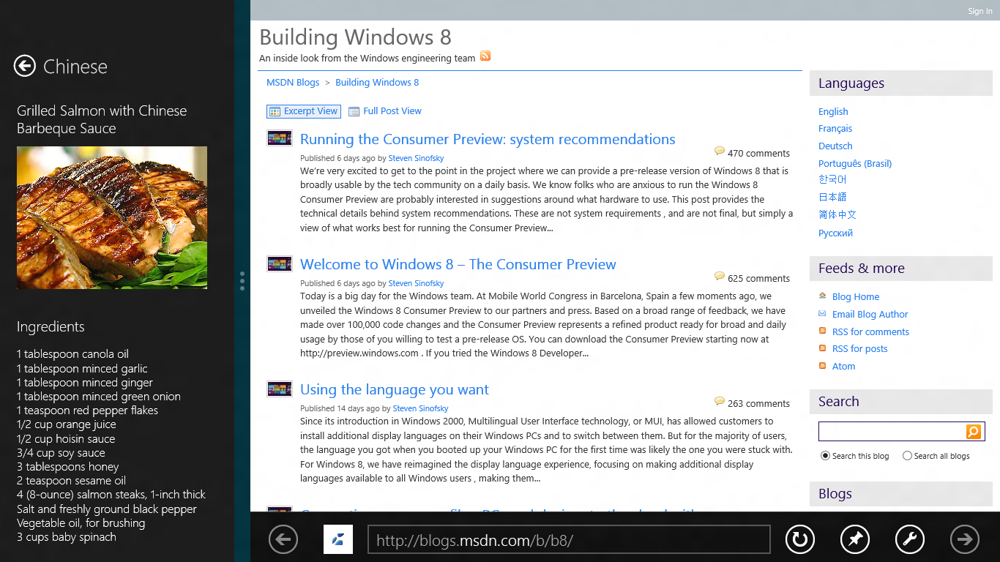 Chinese
Grilled Salmon with Chinese
Barbeque Sauce
Ingredients
1 tablespoon canola oil
1 tablespoon minced garlic
1 tablespoon minced ginger
1 tablespoon minced green onion
1 teaspoon red pepper flakes
1/2 cup orange juice
1/2 cup hoisin sauce
3/4 cup soy sauce
3 tablespoons honey
2 teaspoon sesame oil
4 (8-ounce) salmon steaks, 1-inch thick
Salt and freshly ground black pepper
Vegetable oil, for brushing
3 cups baby spinach
Sign In
Building Windows 8
An inside look from the Windows engineering team
MSDN Blogs > Building Windows 8
Excerpt View Full Post View
Running the Consumer Preview: system recommendations
470 comments
Published 6 days ago by Steven Sinofsky
We're very excited to get to the point in the project where we can provide a pre-release version of Windows 8 that is
broadly usable by the tech community on a daily basis. We know folks who are anxious to run the Windows 8
Consumer Preview are probably interested in suggestions around what hardware to use. This post provides the
technical details behind system recommendations. These are not system requirements , and are not final, but simply a
view of what works best for running the Consumer Preview...
Welcome to Windows 8 – The Consumer Preview
625 comments
Published 6 days ago by Steven Sinofsky
Today is a big day for the Windows team. At Mobile World Congress in Barcelona, Spain a few moments ago, we
unveiled the Windows 8 Consumer Preview to our partners and press. Based on a broad range of feedback, we have
made over 100,000 code changes and the Consumer Preview represents a refined product ready for broad and daily
usage by those of you willing to test a pre-release OS. You can download the Consumer Preview starting now at
http://preview.windows.com . If you tried the Windows 8 Developer...
Using the language you want
263 comments
Published 14 days ago by Steven Sinofsky
Since its introduction in Windows 2000, Multilingual User Interface technology, or MUI, has allowed customers to
install additional display languages on their Windows PCs and to switch between them. But for the majority of users,
the language you got when you booted up your Windows PC for the first time was likely the one you were stuck with.
For Windows 8, we have reimagined the display language experience, focusing on making additional display
languages available to all Windows users , making them...
Languages
English
Français
Deutsch
Português (Brasil)
한국어
日本語
简体中文
Русский
Feeds & more
Blog Home
Email Blog Author
RSS for comments
RSS for posts
Atom
Search
Search this blog Search all blogs
Blogs
http://blogs.msdn.com/b/b8/